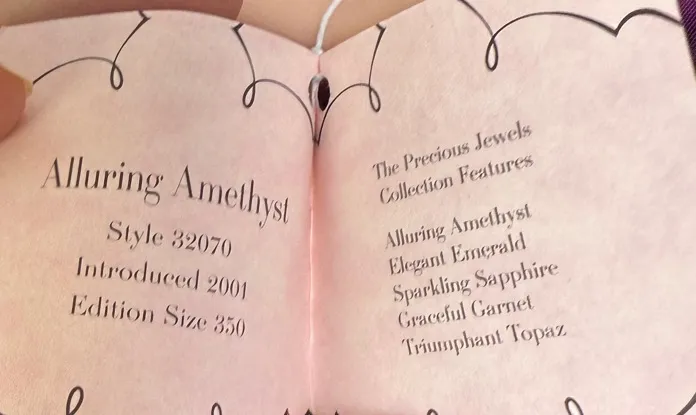 Alluring Amethyst
Style 32070
Introduced 2001
Edition Size 350
The Precious Jewels
Collection Features
Alluring Amethyst
Elegant Emerald
Sparkling Sapphire
Graceful Garnet
Triumphant Topaz